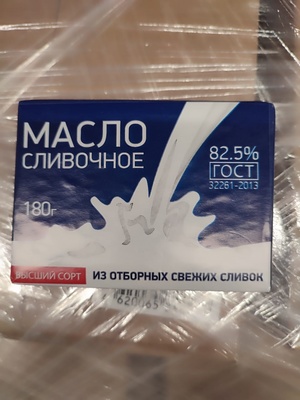 МАСЛО
СЛИВОЧНОЕ
82.5%
ГОСТ
32261-2013
180г
ВЫСШИЙ СОРТ
ИЗ ОТБОРНЫХ СВЕЖИХ СЛИВОК